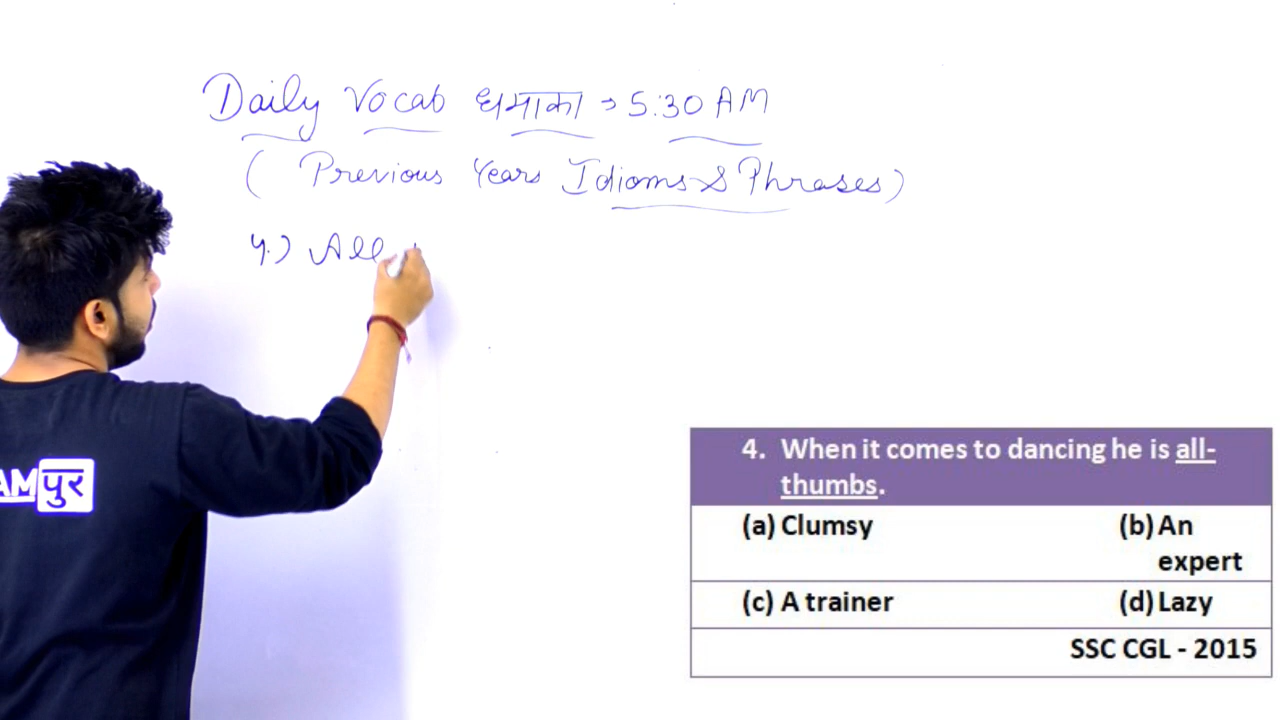 Daily Vocab धमाका → 5:30 AM
(Previous Years Idioms & Phrases)
4.) All
AMपुर
4. When it comes to dancing he is all-
thumbs.
(a) Clumsy (b) An
expert
(c) A trainer (d) Lazy
SSC CGL - 2015